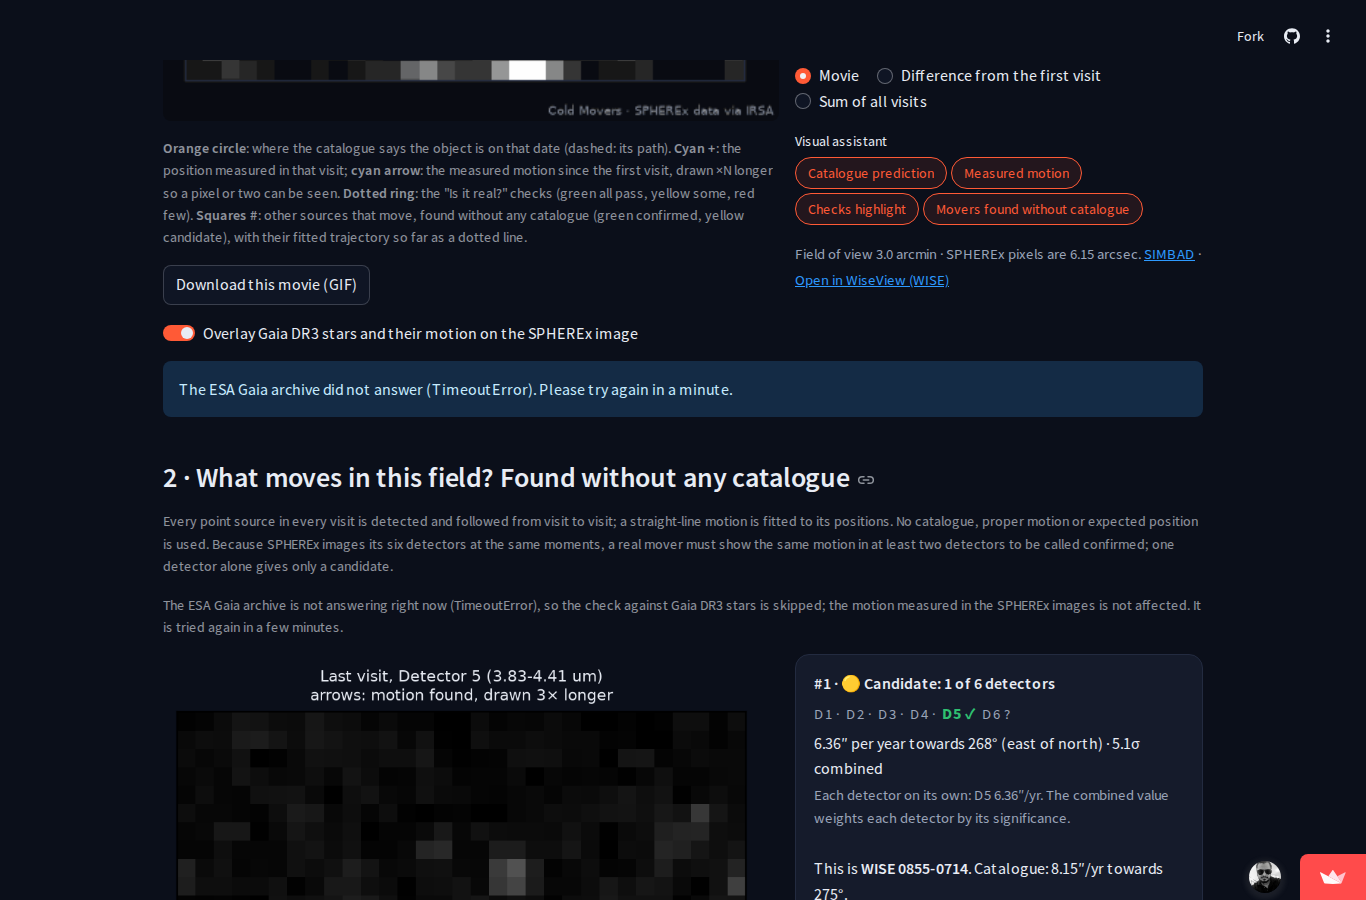 Fork
Cold Movers · SPHEREx data via IRSA
Orange circle: where the catalogue says the object is on that date (dashed: its path). Cyan +: the
position measured in that visit; cyan arrow: the measured motion since the first visit, drawn ×N longer
so a pixel or two can be seen. Dotted ring: the "Is it real?" checks (green all pass, yellow some, red
few). Squares #: other sources that move, found without any catalogue (green confirmed, yellow
candidate), with their fitted trajectory so far as a dotted line.
Download this movie (GIF)
Movie
Difference from the first visit
Sum of all visits
Visual assistant
Catalogue prediction
Measured motion
Checks highlight
Movers found without catalogue
Field of view 3.0 arcmin · SPHEREx pixels are 6.15 arcsec. SIMBAD ·
Open in WiseView (WISE)
Overlay Gaia DR3 stars and their motion on the SPHEREx image
The ESA Gaia archive did not answer (TimeoutError). Please try again in a minute.
2 · What moves in this field? Found without any catalogue
Every point source in every visit is detected and followed from visit to visit; a straight-line motion is fitted to its positions. No catalogue, proper motion or expected position
is used. Because SPHEREx images its six detectors at the same moments, a real mover must show the same motion in at least two detectors to be called confirmed; one
detector alone gives only a candidate.
The ESA Gaia archive is not answering right now (TimeoutError), so the check against Gaia DR3 stars is skipped; the motion measured in the SPHEREx images is not affected. It
is tried again in a few minutes.
Last visit, Detector 5 (3.83-4.41 um)
arrows: motion found, drawn 3× longer
#1 · 🟡 Candidate: 1 of 6 detectors
D1 · D2 · D3 · D4 · D5 ✓ D6 ?
6.36″ per year towards 268° (east of north) · 5.1σ
combined
Each detector on its own: D5 6.36″/yr. The combined value
weights each detector by its significance.
This is WISE 0855-0714. Catalogue: 8.15″/yr towards
275°.